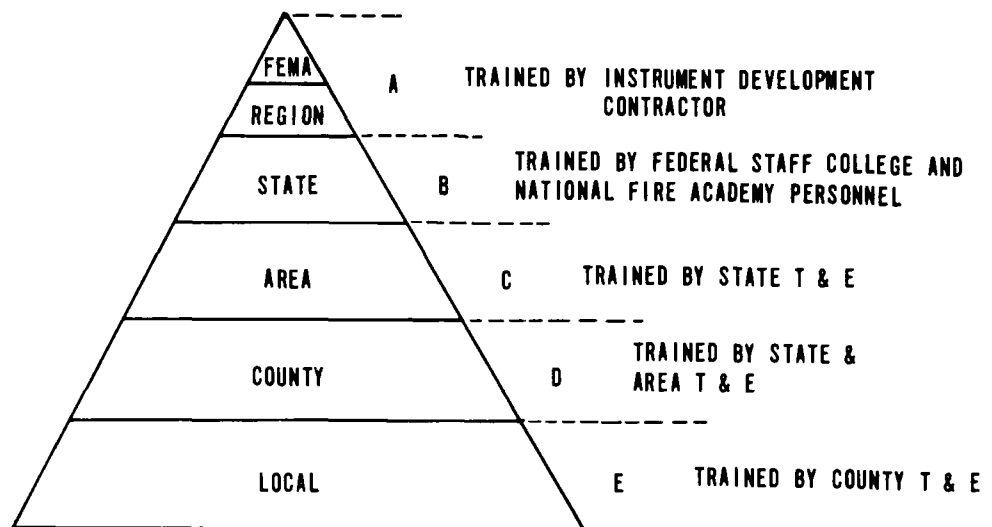 FEMA
REGION
A
TRAINED BY INSTRUMENT DEVELOPMENT
CONTRACTOR
STATE
B
TRAINED BY FEDERAL STAFF COLLEGE AND
NATIONAL FIRE ACADEMY PERSONNEL
AREA
C
TRAINED BY STATE T & E
COUNTY
D
TRAINED BY STATE &
AREA T & E
LOCAL
E
TRAINED BY COUNTY T & E